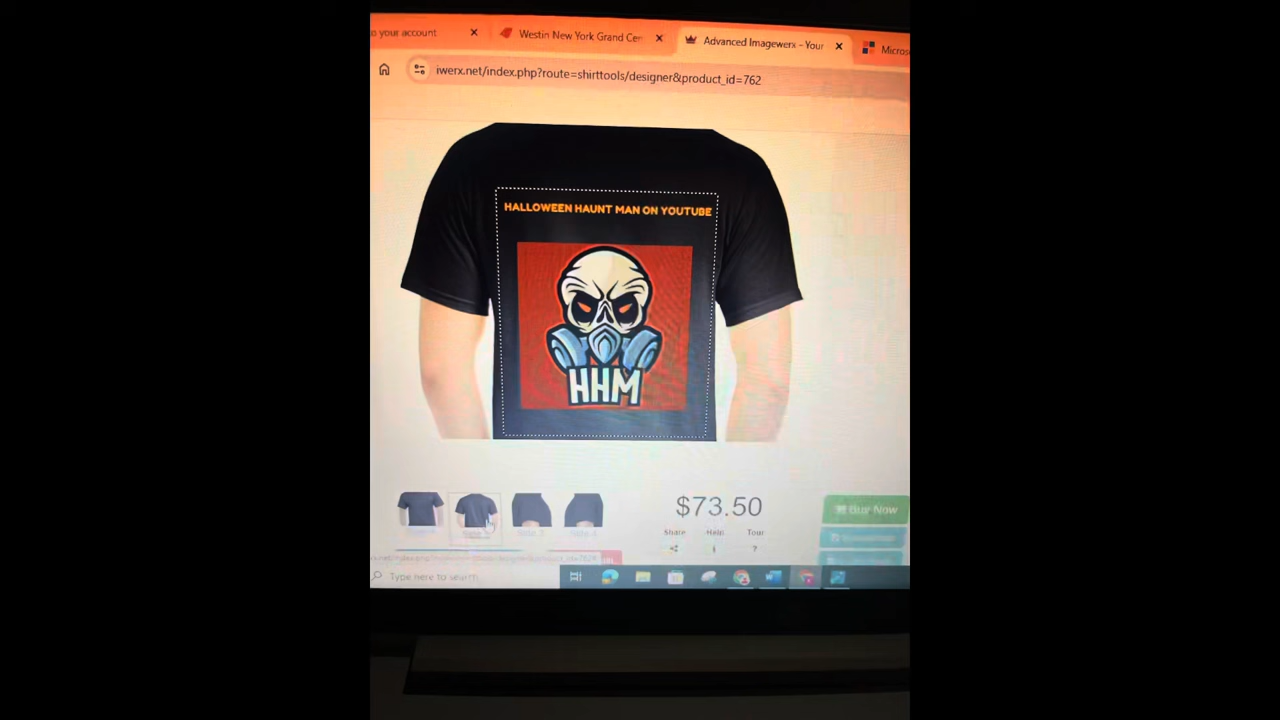 o your account
Westin New York Grand Cen
Advanced Imagewerx - Your
Micros
iwerx.net/index.php?route=shirttools/designer&product_id=762
HALLOWEEN HAUNT MAN ON YOUTUBE
HHM
$73.50
Buy Now
Share
Help
Tour
Type here to search